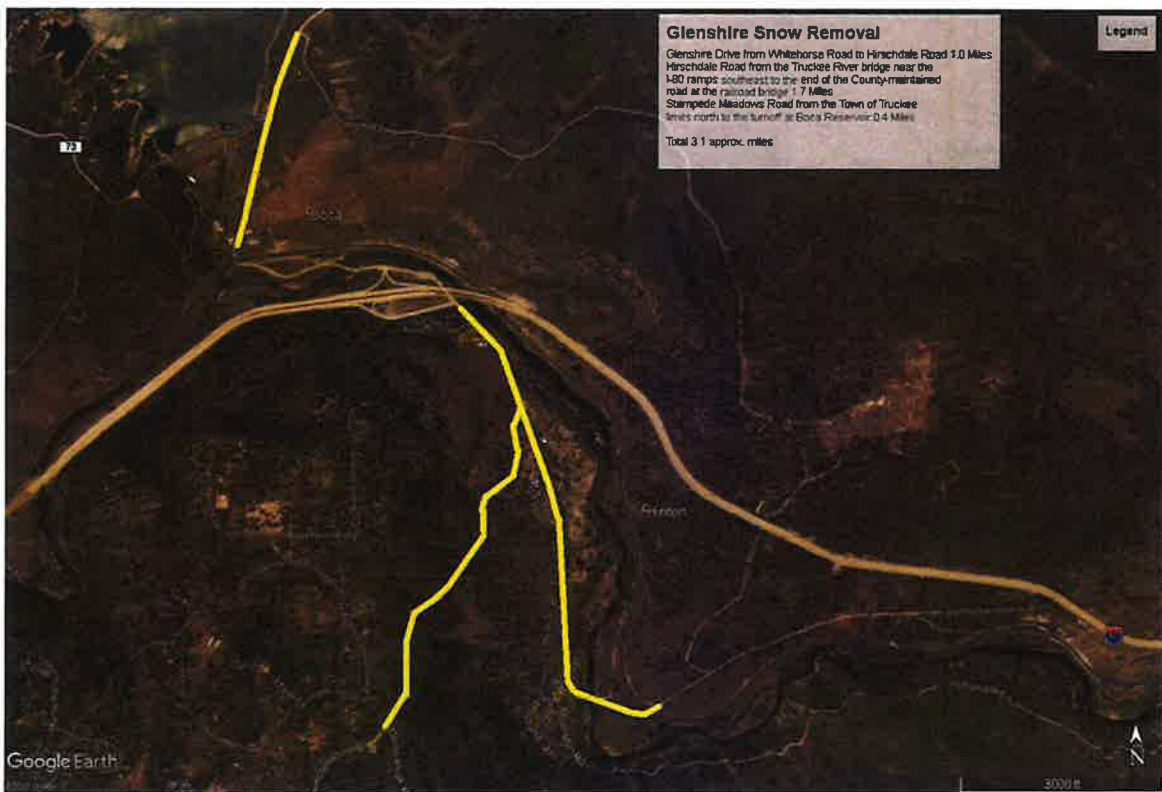 Glenshire Snow Removal
Glenshire Drive from Whitehorse Road to Hirschdale Road 1.0 Miles
Hirschdale Road from the Truckee River bridge near the
I-80 ramps southeast to the end of the County-maintained
road at the railroad bridge 1.7 Miles
Stampede Meadows Road from the Town of Truckee
limits north to the turnoff at Boca Reservoir 0.4 Miles
Total 3.1 approx. miles
Legend
73
Boca
Google Earth
N
3000 ft